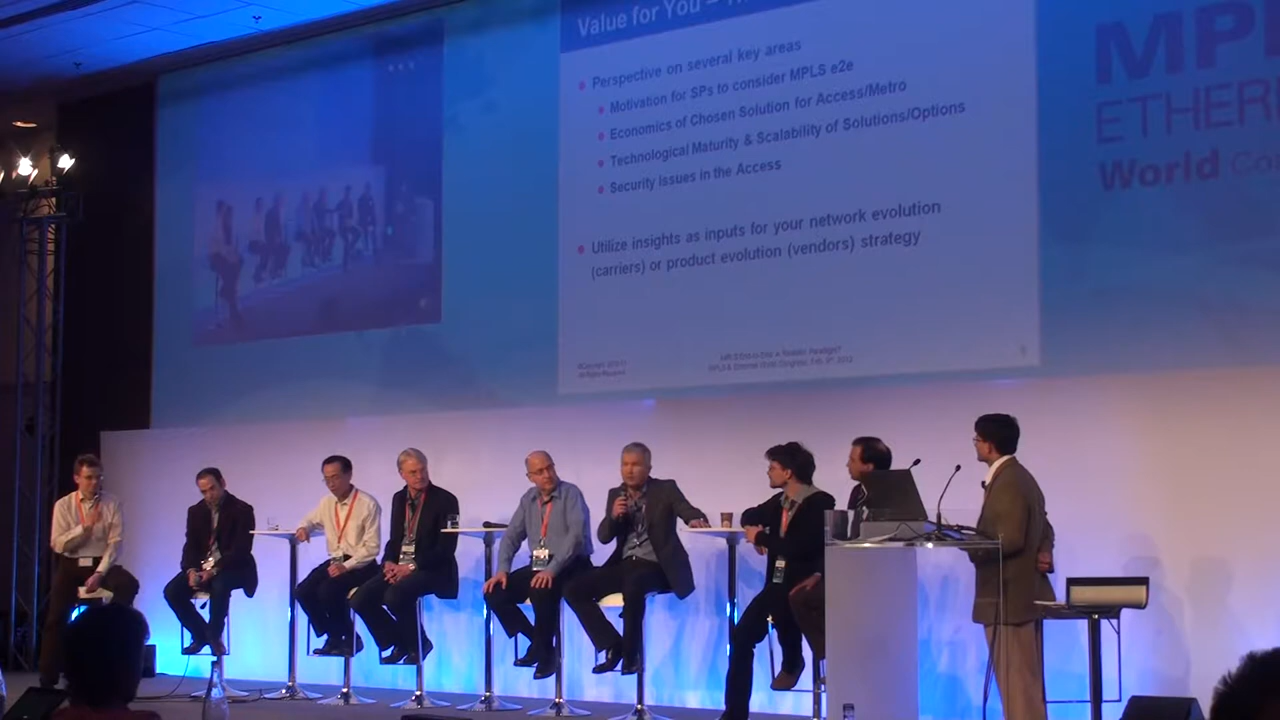 Value for You –
Perspective on several key areas
Motivation for SPs to consider MPLS e2e
Economics of Chosen Solution for Access/Metro
Technological Maturity & Scalability of Solutions/Options
Security Issues in the Access
Utilize insights as inputs for your network evolution
(carriers) or product evolution (vendors) strategy
MPL
ETHER
World Co